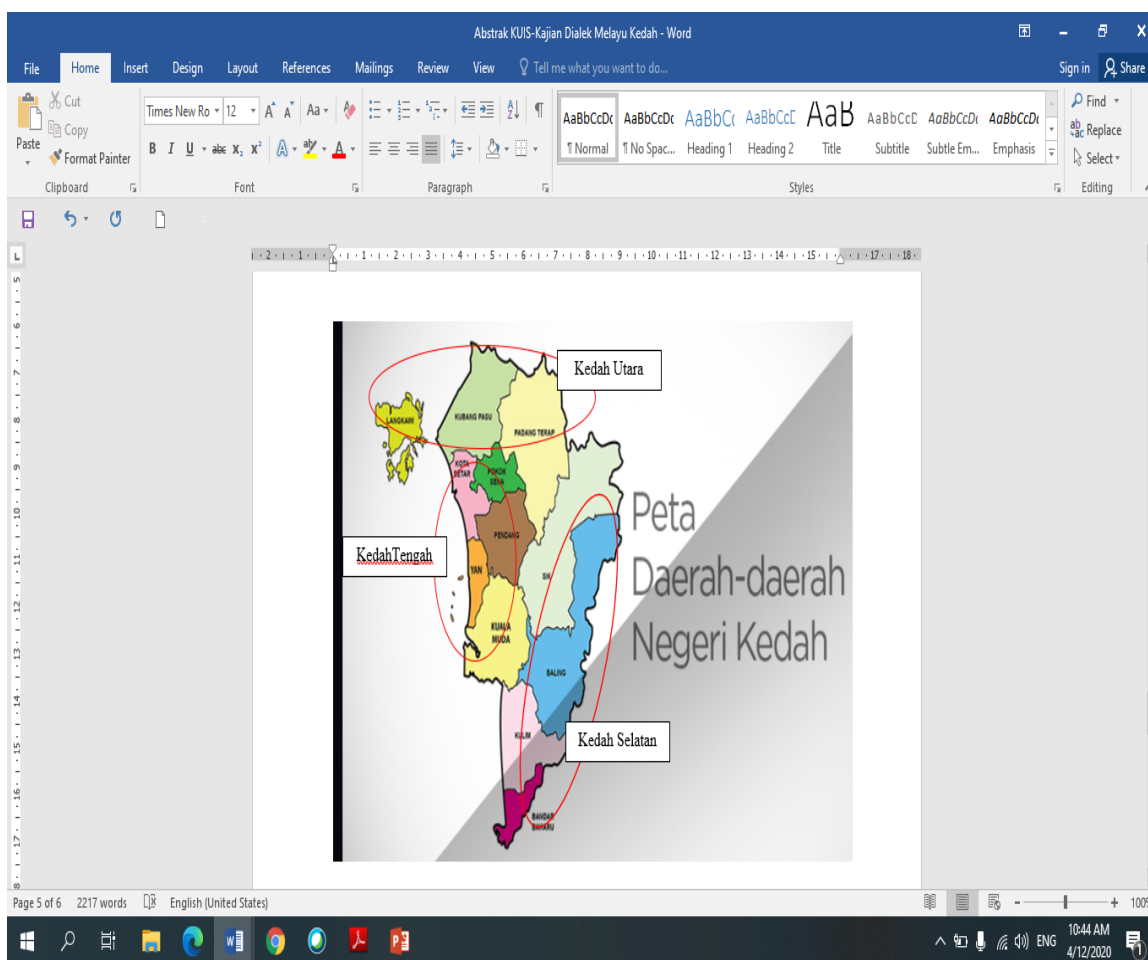 Abstrak KUIS-Kajian Dialek Melayu Kedah - Word
File Home Insert Design Layout References Mailings Review View Tell me what you want to do... Sign in Share
Cut
Copy
Paste
Format Painter
Clipboard
Times New Ro 12
Font
Paragraph
AaBbCcDc AaBbCcDc AaBbCc AaBbCcD AaB AaBbCcD AaBbCcDc AaBbCcDc
¶ Normal ¶ No Spac... Heading 1 Heading 2 Title Subtitle Subtle Em... Emphasis
Styles
Find
Replace
Select
Editing
Kedah Utara
LANGKAWI
KUBANG PASU
PADANG TERAP
KOTA
SETAR
POKOK
SENA
PENDANG
KedahTengah
YAN
SIK
KUALA
MUDA
BALING
KULIM
Kedah Selatan
BANDAR
BAHARU
Peta
Daerah-daerah
Negeri Kedah
Page 5 of 6 2217 words English (United States) 100%
ENG
10:44 AM
4/12/2020